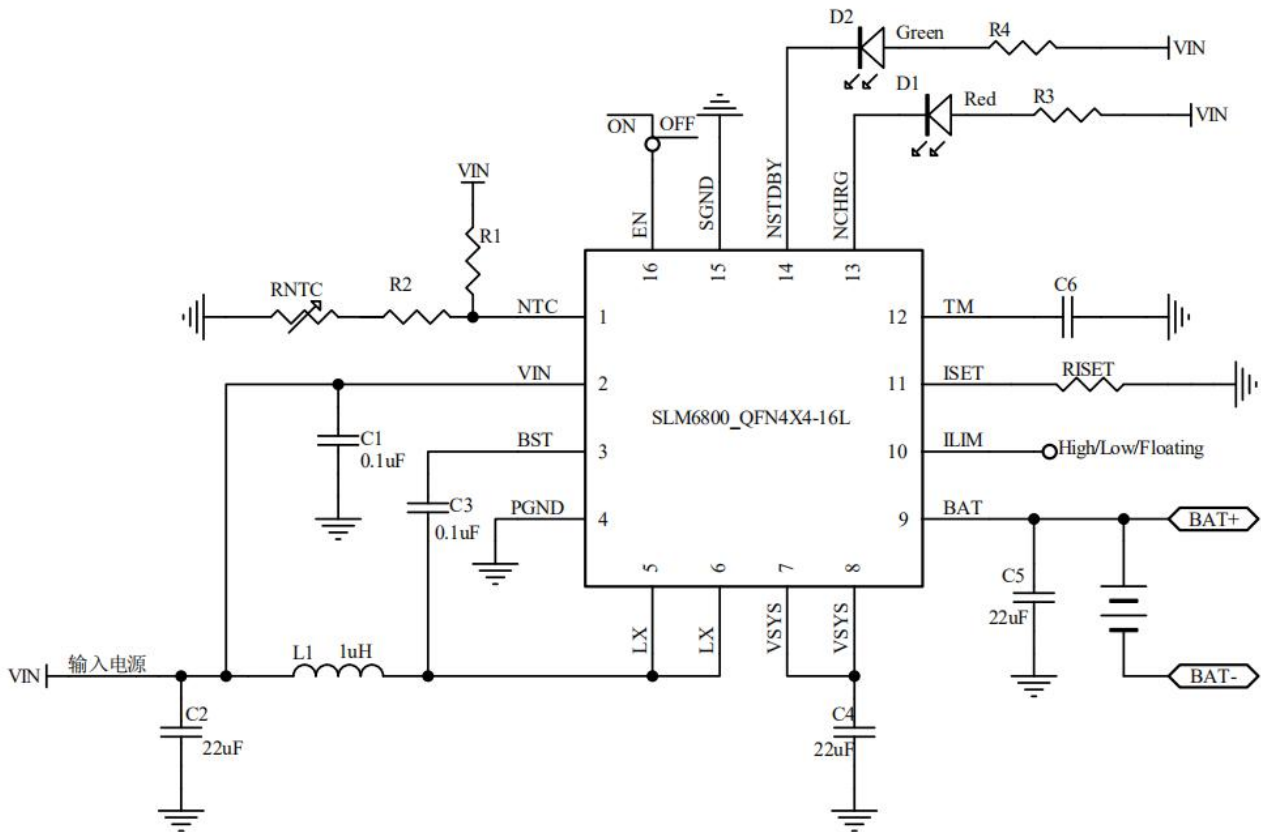 D2
Green
R4
VIN
D1
Red
R3
VIN
ON
OFF
VIN
EN
SGND
NSTDBY
NCHRG
R1
16
15
14
13
RNTC
R2
NTC
1
12
TM
C6
VIN
2
11
ISET
RISET
SLM6800_QFN4X4-16L
C1
0.1uF
BST
3
10
ILIM
High/Low/Floating
C3
0.1uF
PGND
4
9
BAT
BAT+
5
6
7
8
C5
22uF
LX
LX
VSYS
VSYS
VIN
输入电源
L1
1uH
BAT-
C2
22uF
C4
22uF